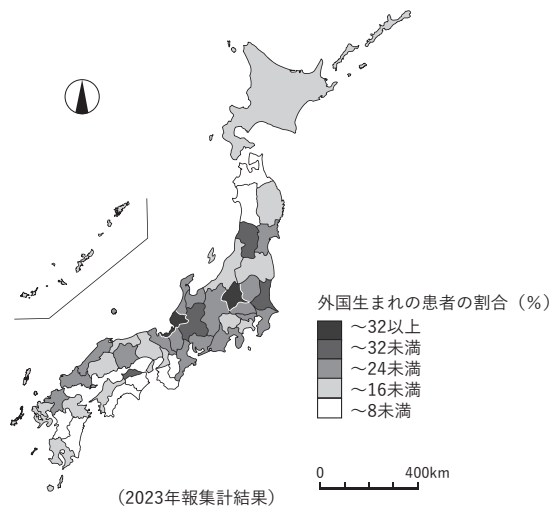 外国生まれの患者の割合（%）
～32以上
～32未満
～24未満
～16未満
～8未満
0 400km
（2023年報集計結果）